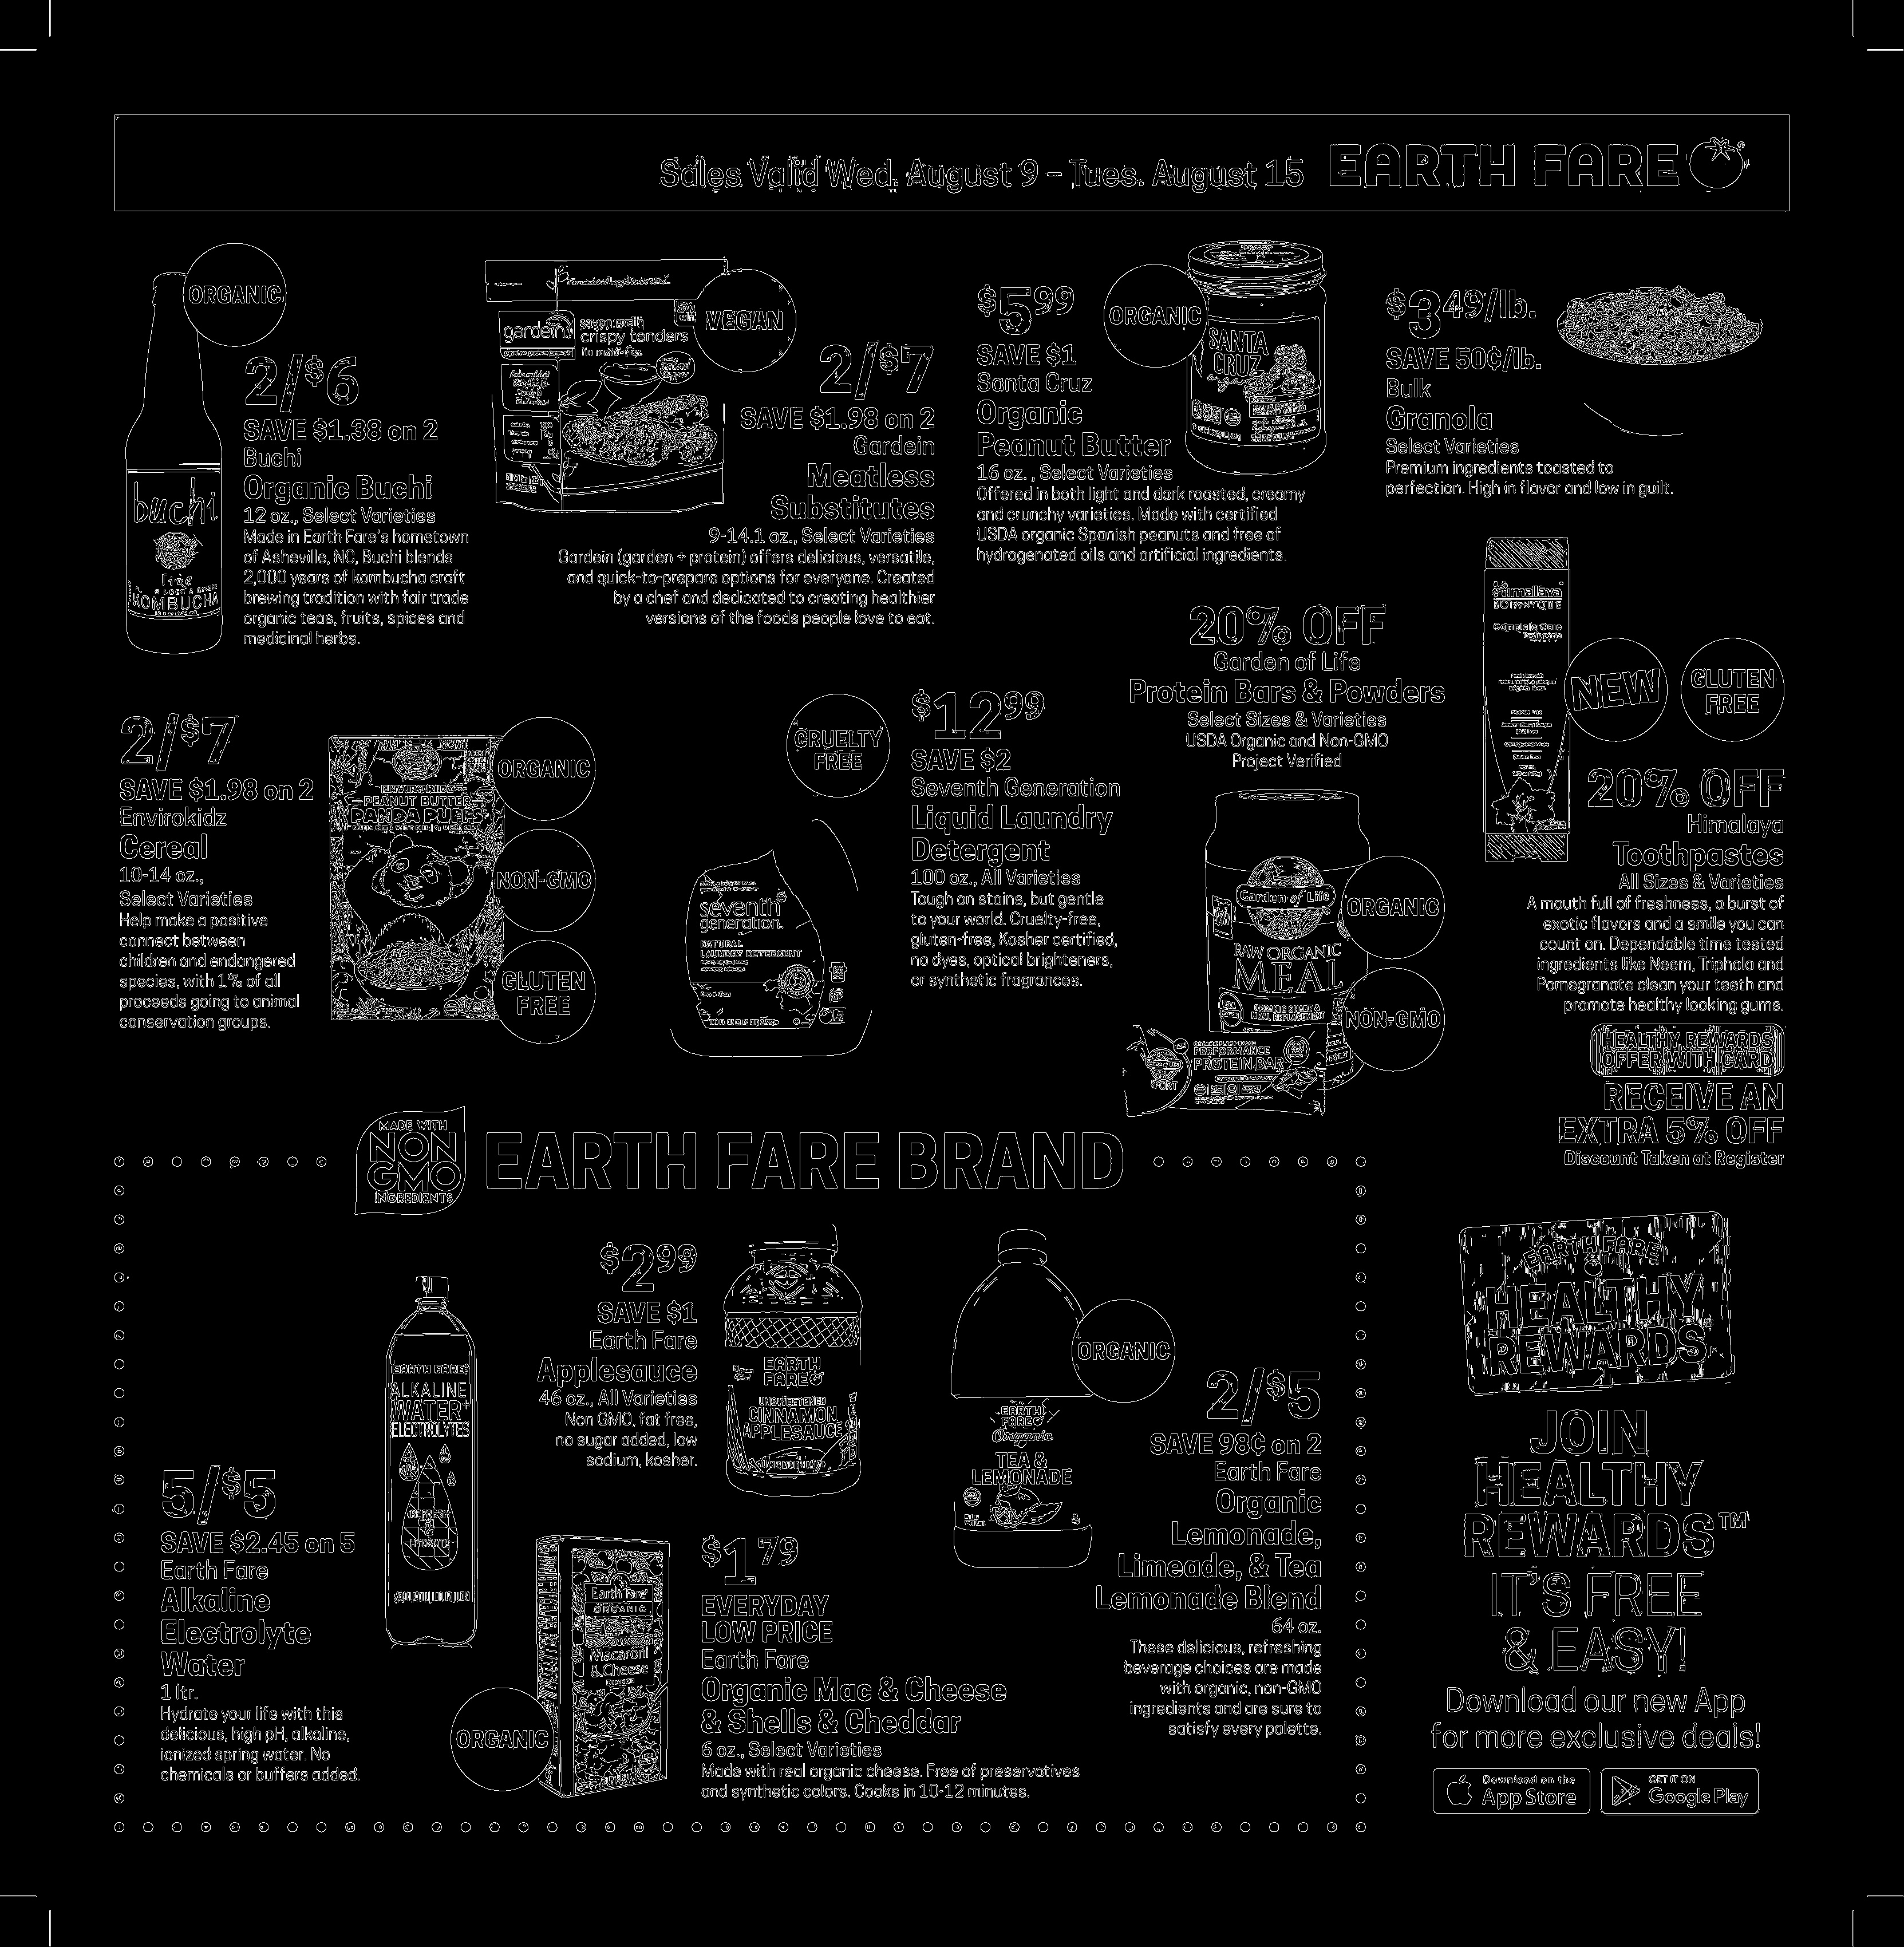 Sales Valid Wed. August 9 – Tues. August 15 EARTH FARE
ORGANIC
2/$6
SAVE $1.38 on 2
Buchi
Organic Buchi
12 oz., Select Varieties
Made in Earth Fare's hometown
of Asheville, NC, Buchi blends
2,000 years of kombucha craft
brewing tradition with fair trade
organic teas, fruits, spices and
medicinal herbs.
buchi
fire
KOMBUCHA
gardein
seven grain
crispy tenders
VEGAN
2/$7
SAVE $1.98 on 2
Gardein
Meatless
Substitutes
9-14.1 oz., Select Varieties
Gardein (garden + protein) offers delicious, versatile,
and quick-to-prepare options for everyone. Created
by a chef and dedicated to creating healthier
versions of the foods people love to eat.
$5.99
SAVE $1
Santa Cruz
Organic
Peanut Butter
16 oz. , Select Varieties
Offered in both light and dark roasted, creamy
and crunchy varieties. Made with certified
USDA organic Spanish peanuts and free of
hydrogenated oils and artificial ingredients.
ORGANIC
SANTA
CRUZ
organic
$3.49/lb.
SAVE 50¢/lb.
Bulk
Granola
Select Varieties
Premium ingredients toasted to
perfection. High in flavor and low in guilt.
2/$7
SAVE $1.98 on 2
Envirokidz
Cereal
10-14 oz.,
Select Varieties
Help make a positive
connect between
children and endangered
species, with 1% of all
proceeds going to animal
conservation groups.
ENVIROKIDZ
PEANUT BUTTER
PANDA PUFFS
ORGANIC
NON-GMO
GLUTEN
FREE
CRUELTY
FREE
seventh
generation
NATURAL
LAUNDRY DETERGENT
$12.99
SAVE $2
Seventh Generation
Liquid Laundry
Detergent
100 oz., All Varieties
Tough on stains, but gentle
to your world. Cruelty-free,
gluten-free, Kosher certified,
no dyes, optical brighteners,
or synthetic fragrances.
20% OFF
Garden of Life
Protein Bars & Powders
Select Sizes & Varieties
USDA Organic and Non-GMO
Project Verified
Garden of Life
RAW ORGANIC
MEAL
PERFORMANCE
PROTEIN BAR
SPORT
ORGANIC
NON-GMO
Himalaya
BOTANIQUE
Complete Care
Toothpaste
NEW
GLUTEN
FREE
20% OFF
Himalaya
Toothpastes
All Sizes & Varieties
A mouth full of freshness, a burst of
exotic flavors and a smile you can
count on. Dependable time tested
ingredients like Neem, Triphala and
Pomegranate clean your teeth and
promote healthy looking gums.
HEALTHY REWARDS
OFFER WITH CARD
RECEIVE AN
EXTRA 5% OFF
Discount Taken at Register
MADE WITH
NON
GMO
INGREDIENTS
EARTH FARE BRAND
5/$5
SAVE $2.45 on 5
Earth Fare
Alkaline
Electrolyte
Water
1 ltr.
Hydrate your life with this
delicious, high pH, alkaline,
ionized spring water. No
chemicals or buffers added.
EARTH FARE
ALKALINE
WATER+
ELECTROLYTES
$2.99
SAVE $1
Earth Fare
Applesauce
46 oz., All Varieties
Non GMO, fat free,
no sugar added, low
sodium, kosher.
EARTH
FARE
UNSWEETENED
CINNAMON
APPLESAUCE
ORGANIC
EARTH
FARE
Organic
TEA &
LEMONADE
2/$5
SAVE 98¢ on 2
Earth Fare
Organic
Lemonade,
Limeade, & Tea
Lemonade Blend
64 oz.
These delicious, refreshing
beverage choices are made
with organic, non-GMO
ingredients and are sure to
satisfy every palette.
ORGANIC
Earth Fare
ORGANIC
Macaroni
& Cheese
$1.79
EVERYDAY
LOW PRICE
Earth Fare
Organic Mac & Cheese
& Shells & Cheddar
6 oz., Select Varieties
Made with real organic cheese. Free of preservatives
and synthetic colors. Cooks in 10-12 minutes.
EARTH FARE
HEALTHY
REWARDS
JOIN
HEALTHY
REWARDS™
IT'S FREE
& EASY!
Download our new App
for more exclusive deals!
Download on the
App Store
GET IT ON
Google Play